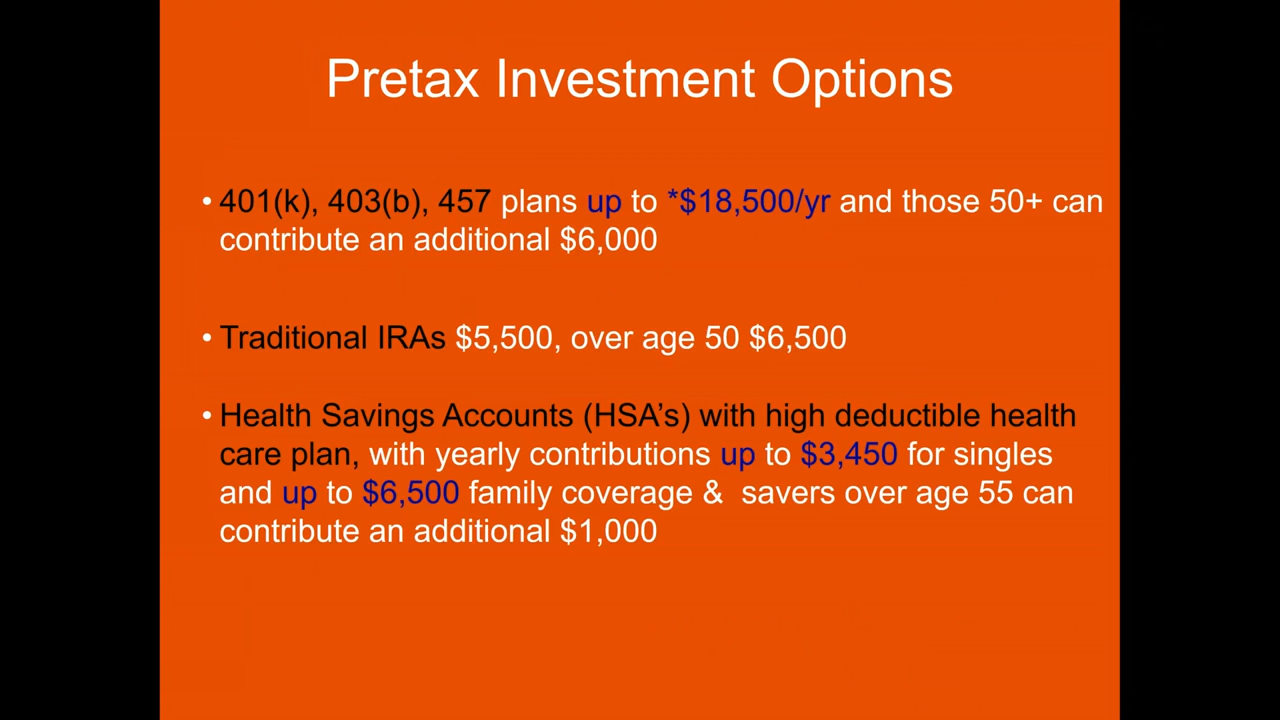 Pretax Investment Options
• 401(k), 403(b), 457 plans up to *$18,500/yr and those 50+ can
contribute an additional $6,000
• Traditional IRAs $5,500, over age 50 $6,500
• Health Savings Accounts (HSA’s) with high deductible health
care plan, with yearly contributions up to $3,450 for singles
and up to $6,500 family coverage &  savers over age 55 can
contribute an additional $1,000